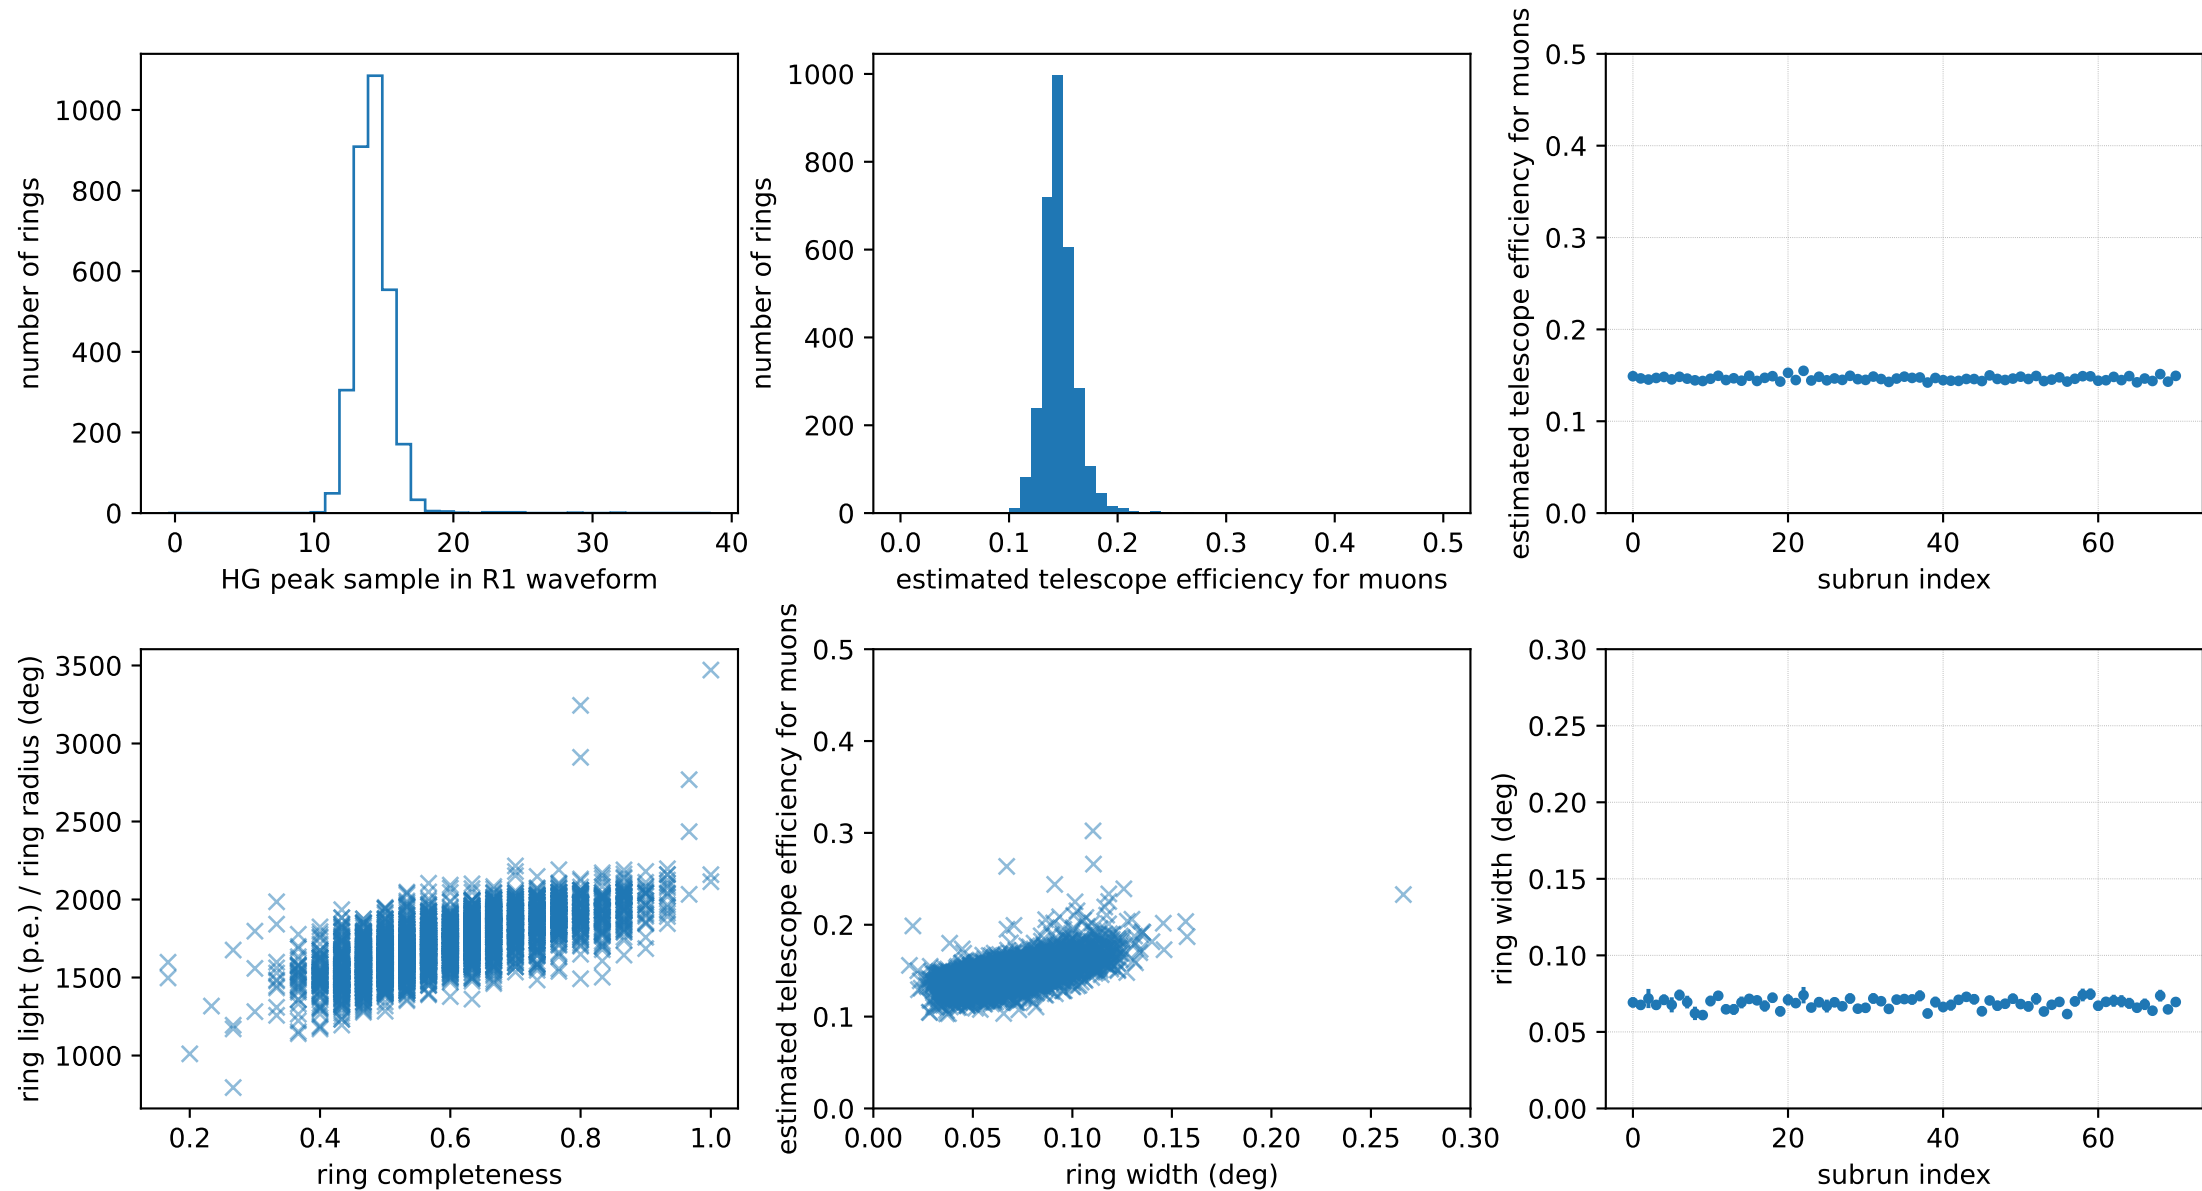 number of rings
1000
800
600
400
200
0
0 10 20 30 40
HG peak sample in R1 waveform
number of rings
1000
800
600
400
200
0
0.0 0.1 0.2 0.3 0.4 0.5
estimated telescope efficiency for muons
estimated telescope efficiency for muons
0.5
0.4
0.3
0.2
0.1
0.0
0 20 40 60
subrun index
ring light (p.e.) / ring radius (deg)
3500
3000
2500
2000
1500
1000
0.2 0.4 0.6 0.8 1.0
ring completeness
estimated telescope efficiency for muons
0.5
0.4
0.3
0.2
0.1
0.0
0.00 0.05 0.10 0.15 0.20 0.25 0.30
ring width (deg)
ring width (deg)
0.30
0.25
0.20
0.15
0.10
0.05
0.00
0 20 40 60
subrun index